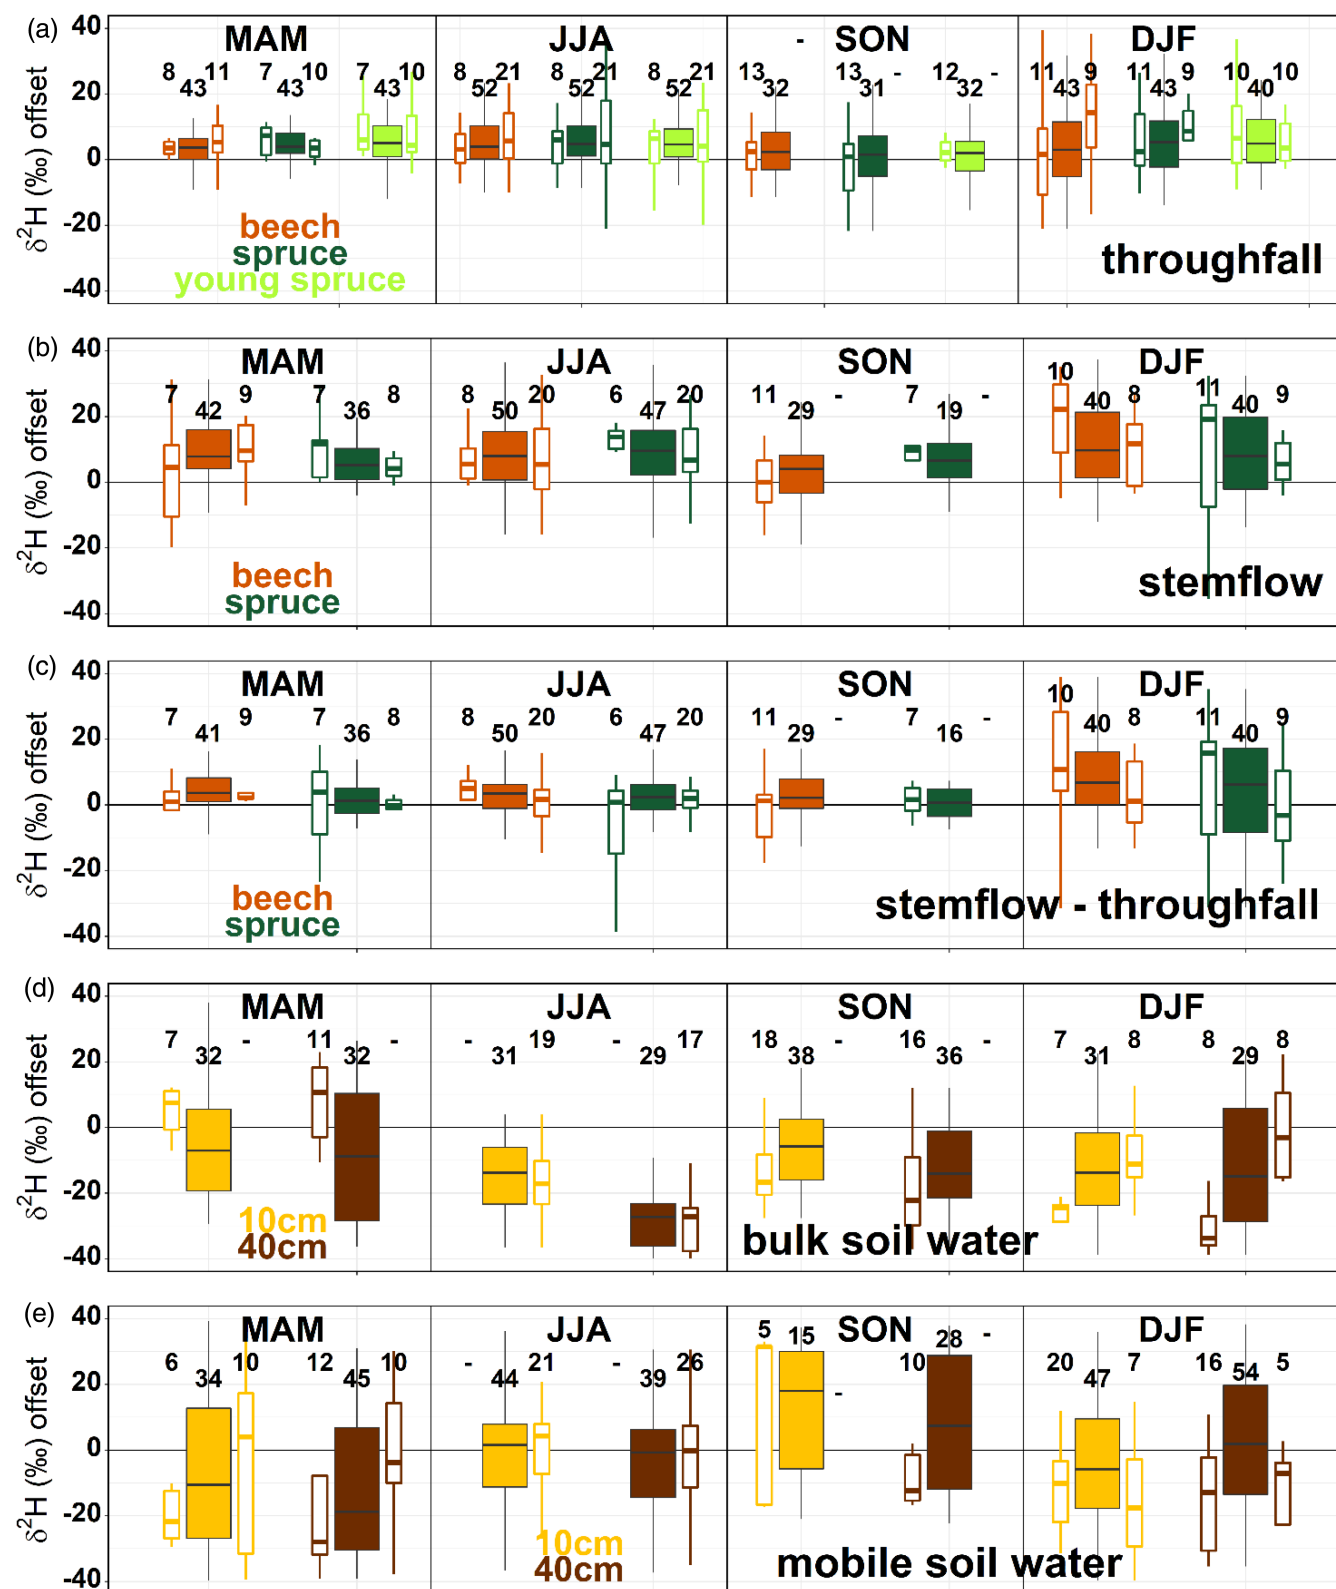 (a)
δ²H (‰) offset
40
20
0
-20
-40
MAM JJA - SON DJF
8 11 7 10 7 10 8 21 8 21 8 21 13 13 - 12 - 11 9 11 9 10 10
43 43 43 52 52 52 32 31 32 43 43 40
beech
spruce
young spruce
throughfall
(b)
δ²H (‰) offset
40
20
0
-20
-40
MAM JJA SON DJF
7 9 7 8 8 20 6 20 11 - 7 - 10 8 11 9
42 36 50 47 29 19 40 40
beech
spruce
stemflow
(c)
δ²H (‰) offset
40
20
0
-20
-40
MAM JJA SON DJF
7 9 7 8 8 20 6 20 11 - 7 - 10 8 11 9
41 36 50 47 29 16 40 40
beech
spruce
stemflow - throughfall
(d)
δ²H (‰) offset
40
20
0
-20
-40
MAM JJA SON DJF
7 - 11 - - 19 - 17 18 - 16 - 7 8 8 8
32 32 31 29 38 36 31 29
10cm
40cm
bulk soil water
(e)
δ²H (‰) offset
40
20
0
-20
-40
MAM JJA SON DJF
6 10 12 10 - 21 - 26 5 15 - 10 28 - 20 7 16 5
34 45 44 39 47 54
10cm
40cm
mobile soil water